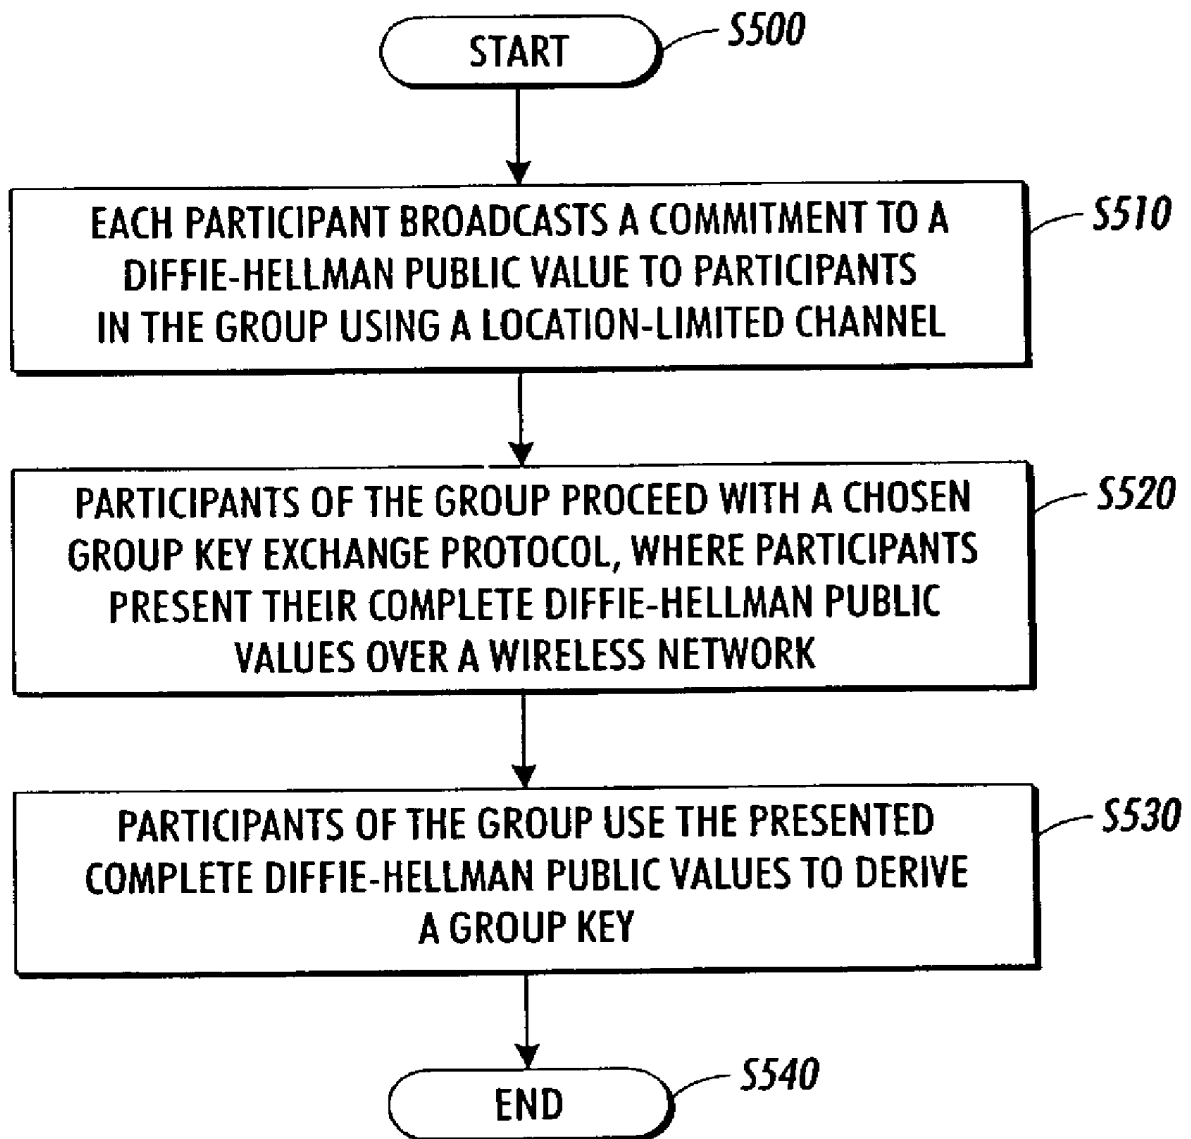 START
S500
EACH PARTICIPANT BROADCASTS A COMMITMENT TO A
DIFFIE-HELLMAN PUBLIC VALUE TO PARTICIPANTS
IN THE GROUP USING A LOCATION-LIMITED CHANNEL
S510
PARTICIPANTS OF THE GROUP PROCEED WITH A CHOSEN
GROUP KEY EXCHANGE PROTOCOL, WHERE PARTICIPANTS
PRESENT THEIR COMPLETE DIFFIE-HELLMAN PUBLIC
VALUES OVER A WIRELESS NETWORK
S520
PARTICIPANTS OF THE GROUP USE THE PRESENTED
COMPLETE DIFFIE-HELLMAN PUBLIC VALUES TO DERIVE
A GROUP KEY
S530
END
S540